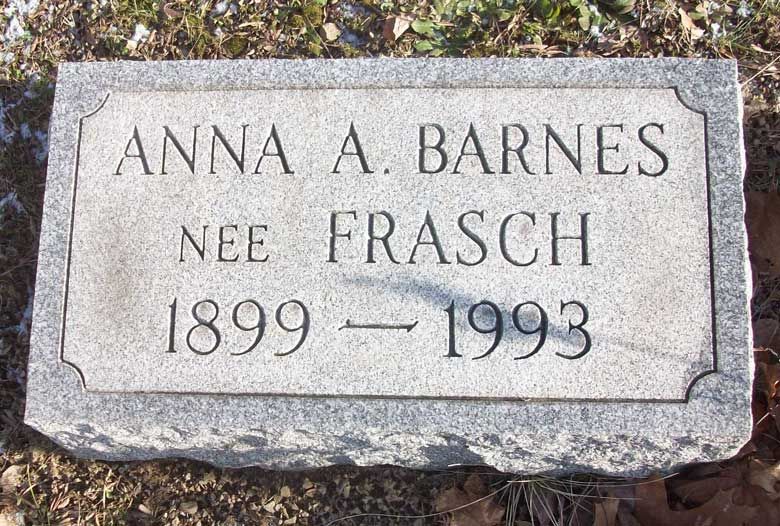 ANNA A. BARNES
NEE FRASCH
1899 — 1993